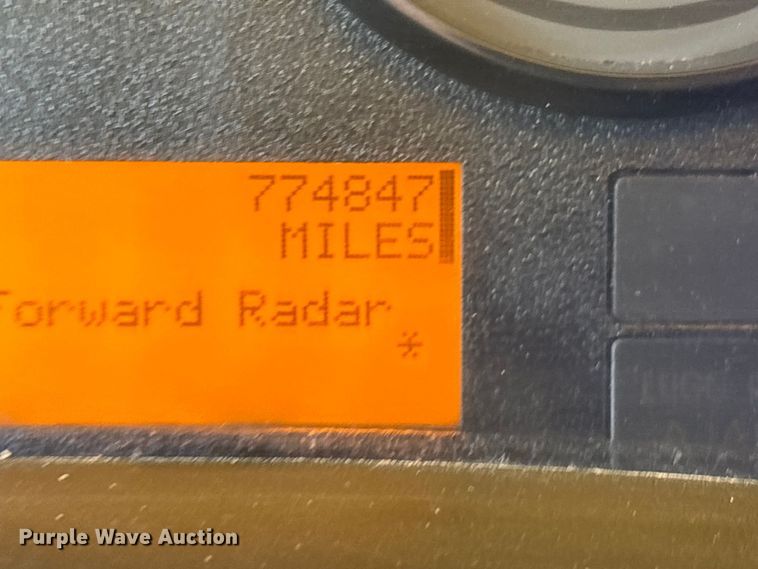 774847
MILES
Forward Radar
*
Purple Wave Auction